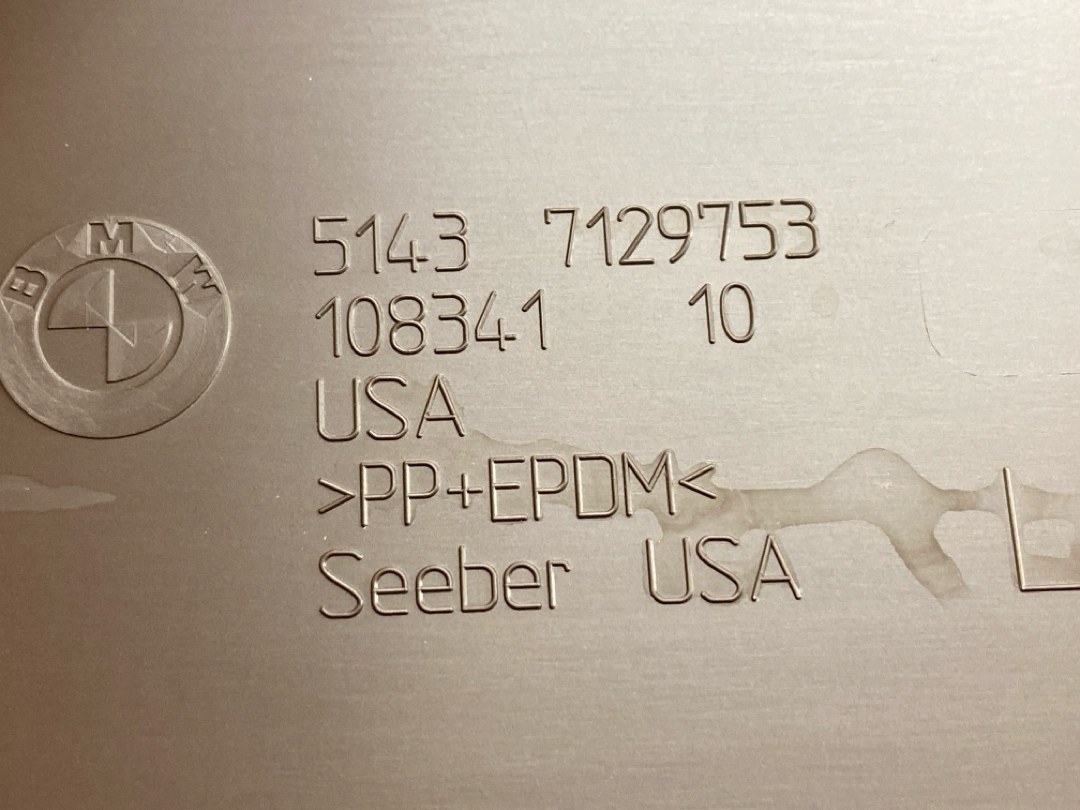 BMW
5143 7129753
108341 10
USA
>PP+EPDM<
Seeber USA
L